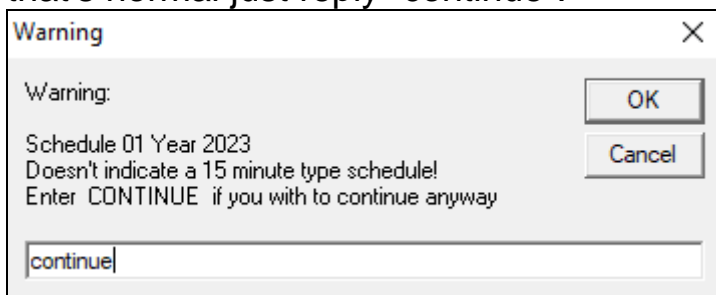 that's normal just reply "continue".
Warning
Warning:
OK
Schedule 01 Year 2023
Doesn't indicate a 15 minute type schedule!
Cancel
Enter CONTINUE if you with to continue anyway
continue